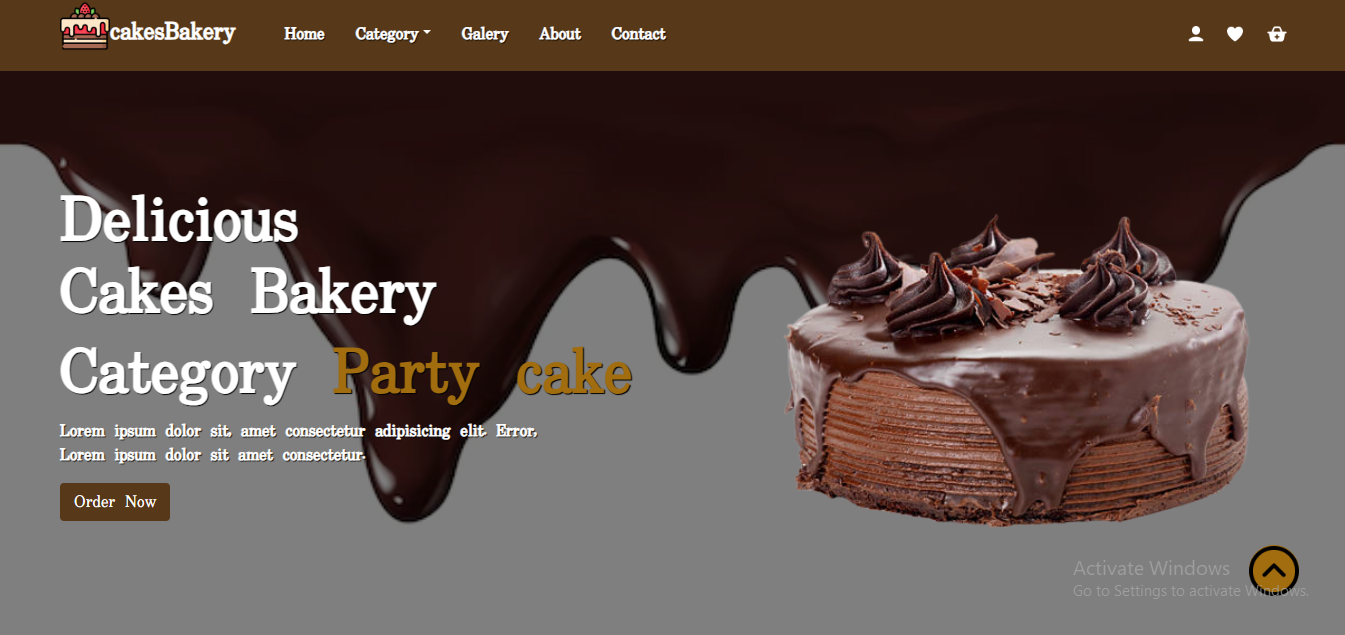 cakesBakery
Home
Category
Galery
About
Contact
Delicious
Cakes Bakery
Category Party cake
Lorem ipsum dolor sit, amet consectetur adipisicing elit. Error,
Lorem ipsum dolor sit amet consectetur.
Order Now
Activate Windows
Go to Settings to activate Windows.